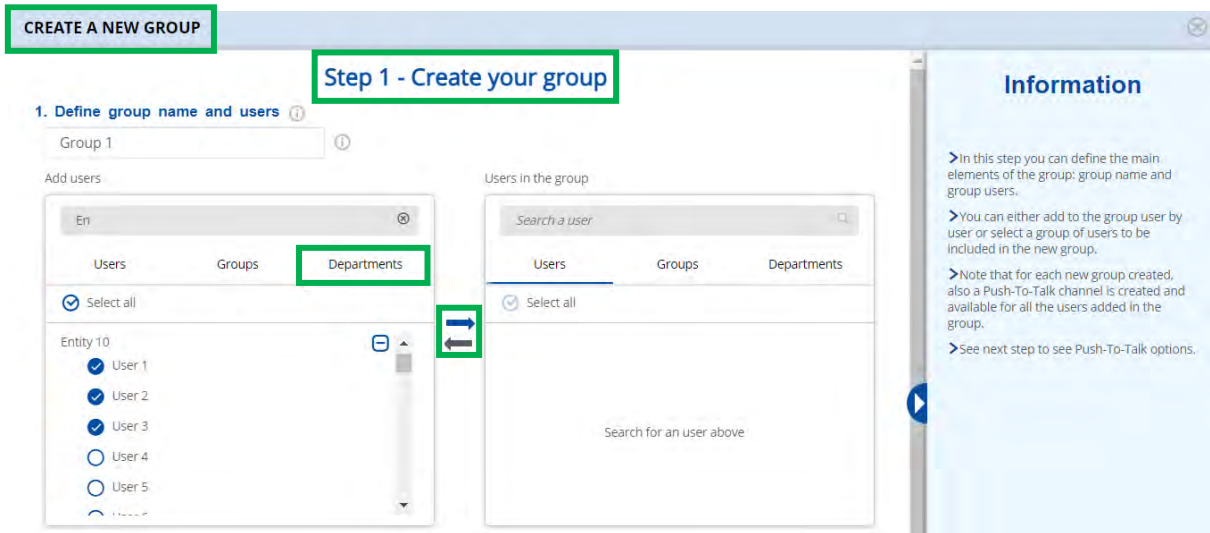 CREATE A NEW GROUP
Step 1 - Create your group
1. Define group name and users
Group 1
Add users
En
Users Groups Departments
Select all
Entity 10
User 1
User 2
User 3
User 4
User 5
Users in the group
Search a user
Users Groups Departments
Select all
Search for an user above
Information
In this step you can define the main
elements of the group: group name and
group users.
You can either add to the group user by
user or select a group of users to be
included in the new group.
Note that for each new group created,
also a Push-To-Talk channel is created and
available for all the users added in the
group.
See next step to see Push-To-Talk options.